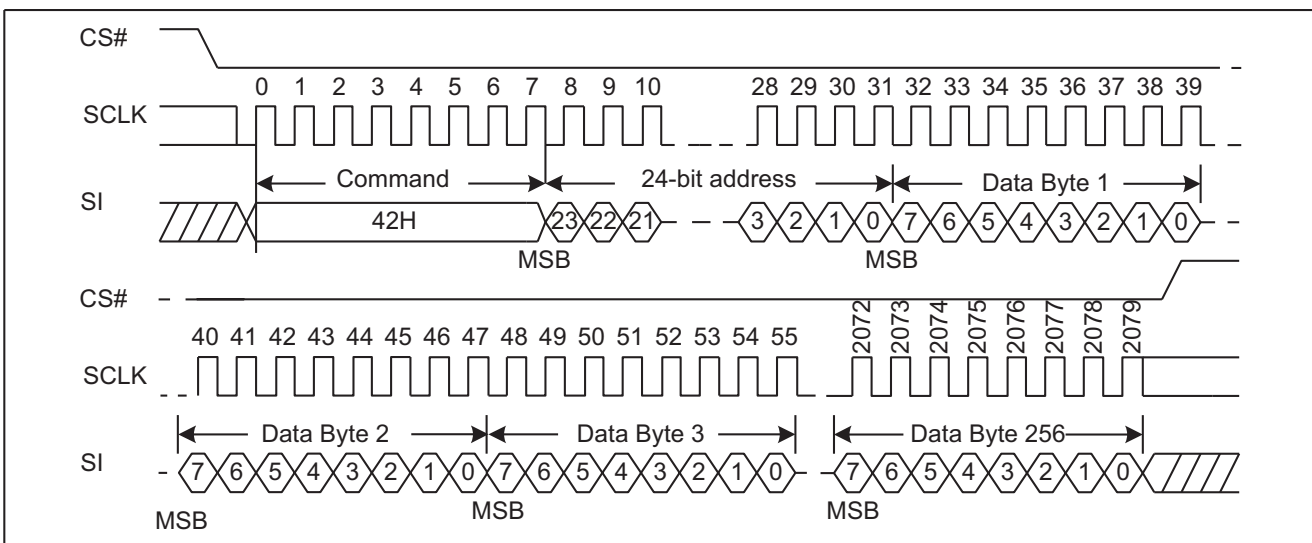 CS#
0 1 2 3 4 5 6 7 8 9 10 28 29 30 31 32 33 34 35 36 37 38 39
SCLK
Command 24-bit address Data Byte 1
SI
42H 23 22 21 3 2 1 0 7 6 5 4 3 2 1 0
MSB MSB
CS#
40 41 42 43 44 45 46 47 48 49 50 51 52 53 54 55 2072 2073 2074 2075 2076 2077 2078 2079
SCLK
Data Byte 2 Data Byte 3 Data Byte 256
SI
7 6 5 4 3 2 1 0 7 6 5 4 3 2 1 0 7 6 5 4 3 2 1 0
MSB MSB MSB